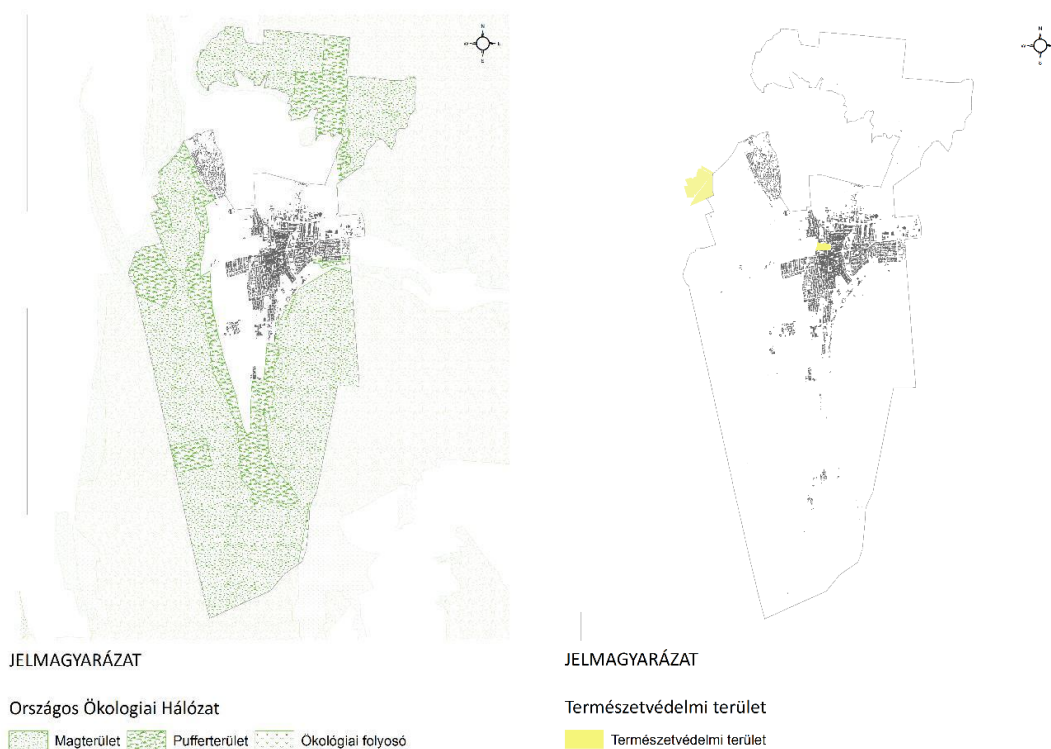 N
S
N
S
JELMAGYARÁZAT
Országos Ökologiai Hálózat
Magterület Pufferterület Ökológiai folyosó
JELMAGYARÁZAT
Természetvédelmi terület
Természetvédelmi terület